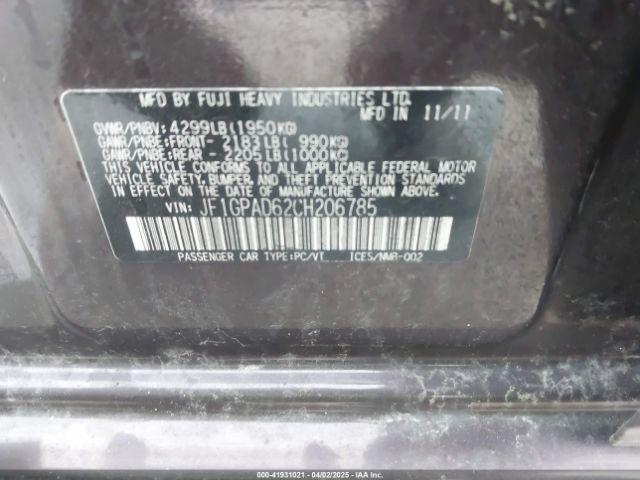 MFD BY FUJI HEAVY INDUSTRIES LTD.
MFD IN 11/11
GVWR/PNBV: 4299LB(1950KG)
GAWR/PNBE:FRONT- 2183LB( 990KG)
GAWR/PNBE:REAR - 2205LB(1000KG)
THIS VEHICLE CONFORMS TO ALL APPLICABLE FEDERAL MOTOR
VEHICLE SAFETY, BUMPER, AND THEFT PREVENTION STANDARDS
IN EFFECT ON THE DATE OF MANUFACTURE SHOWN ABOVE.
VIN: JF1GPAD62CH206785
PASSENGER CAR TYPE:PC/VT ICES/NMB-002
000-41931021 04/02/2025 © IAA Inc. All Rights Reserved